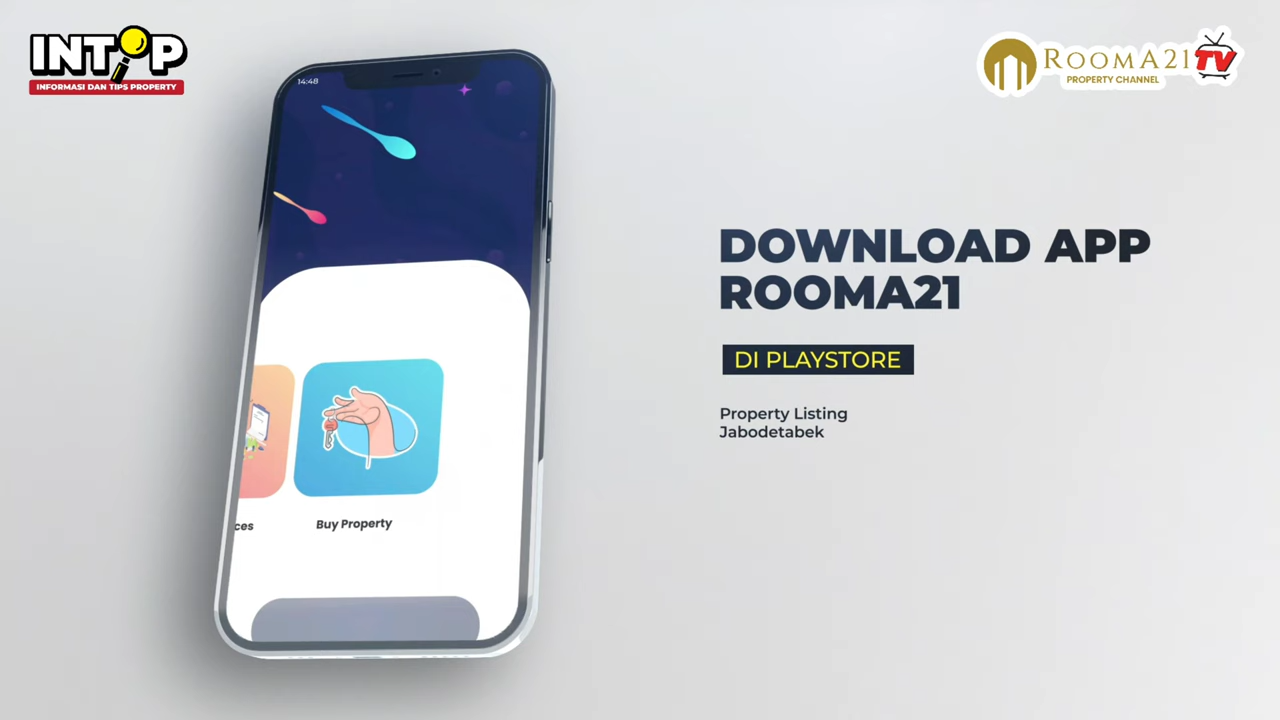 INTIP
INFORMASI DAN TIPS PROPERTY
ROOMA21
PROPERTY CHANNEL
TV
14:48
DOWNLOAD APP
ROOMA21
DI PLAYSTORE
Property Listing
Jabodetabek
ces
Buy Property